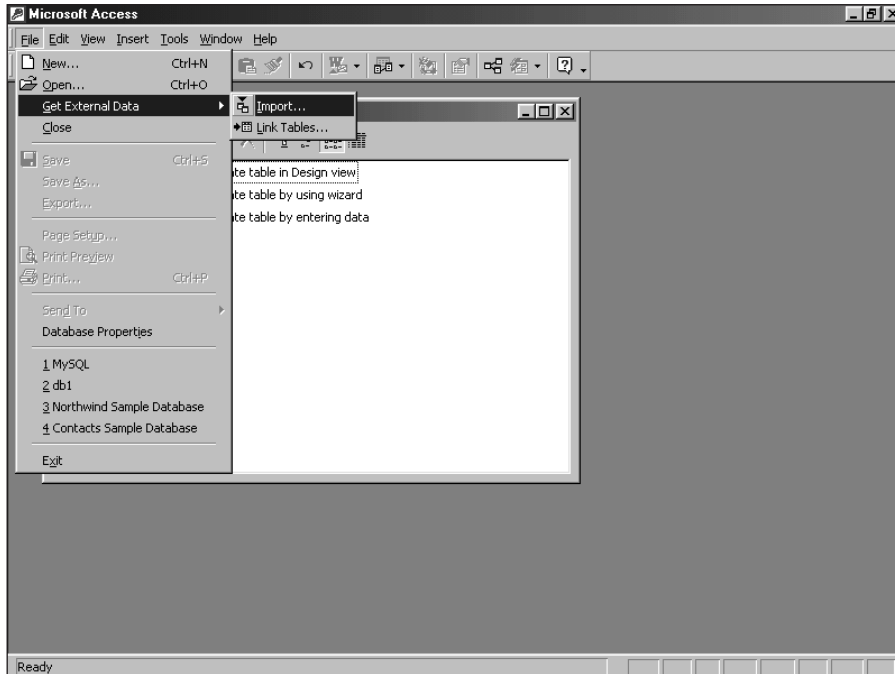 Microsoft Access
File Edit View Insert Tools Window Help
New... Ctrl+N
Open... Ctrl+O
Get External Data
Import...
Close
Link Tables...
Save Ctrl+S
Save As...
Export...
Page Setup...
Print Preview
Print... Ctrl+P
Send To
Database Properties
1 MySQL
2 db1
3 Northwind Sample Database
4 Contacts Sample Database
Exit
ate table in Design view
ate table by using wizard
ate table by entering data
Ready